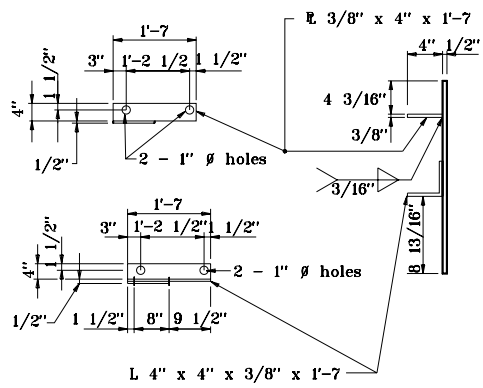 ℄ 3/8" x 4" x 1'-7
1'-7
3" 1'-2 1/2 1 1/2"
4" 1/2"
1 1/2"
4"
1/2"
2 - 1" Ø holes
4 3/16"
3/8"
3/16"
8 13/16"
1'-7
3" 1'-2 1/2" 1 1/2"
1 1/2"
4"
2 - 1" Ø holes
1/2"
1 1/2" 8" 9 1/2"
L 4" x 4" x 3/8" x 1'-7